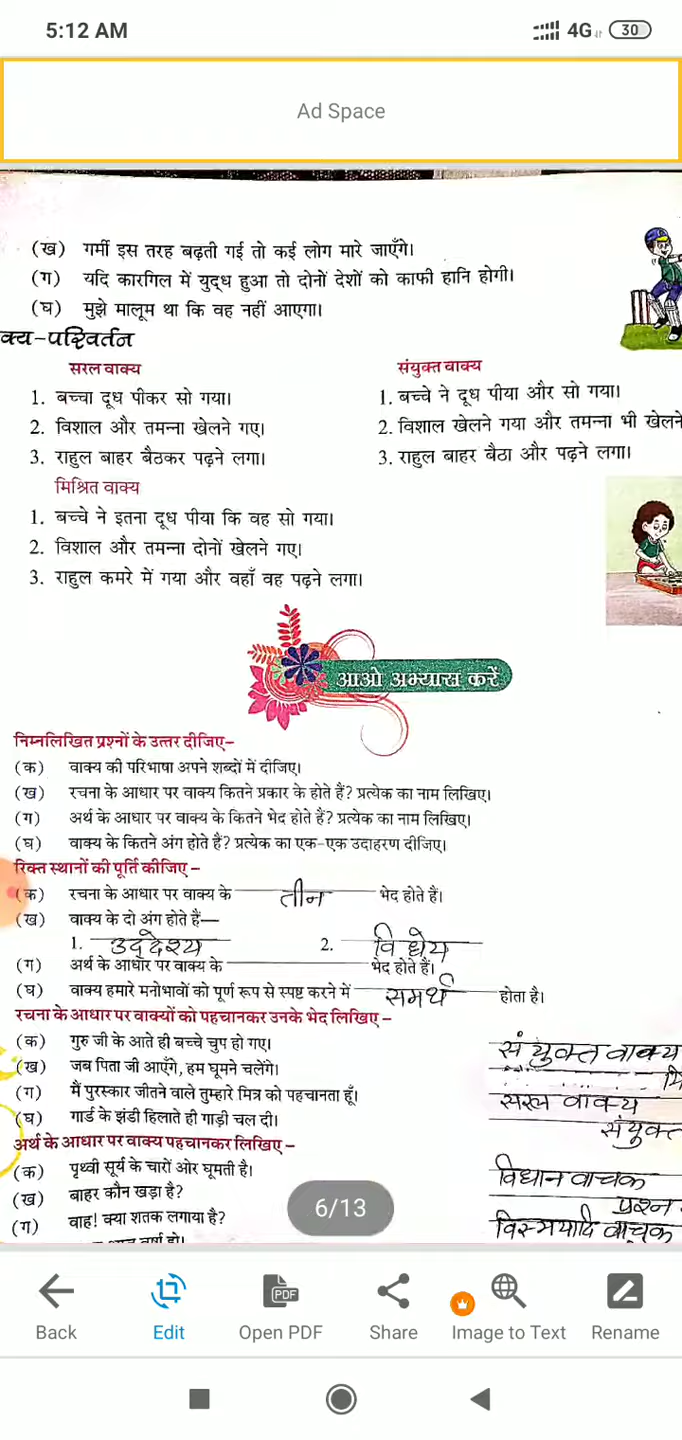 5:12 AM 4G 30
Ad Space
(ख) गर्मी इस तरह बढ़ती गई तो कई लोग मारे जाएँगे।
(ग) यदि कारगिल में युद्ध हुआ तो दोनों देशों को काफी हानि होगी।
(घ) मुझे मालूम था कि वह नहीं आएगा।
क्य-परिवर्तन
सरल वाक्य
1. बच्चा दूध पीकर सो गया।
2. विशाल और तमन्ना खेलने गए।
3. राहुल बाहर बैठकर पढ़ने लगा।
संयुक्त वाक्य
1. बच्चे ने दूध पीया और सो गया।
2. विशाल खेलने गया और तमन्ना भी खेलने
3. राहुल बाहर बैठा और पढ़ने लगा।
मिश्रित वाक्य
1. बच्चे ने इतना दूध पीया कि वह सो गया।
2. विशाल और तमन्ना दोनों खेलने गए।
3. राहुल कमरे में गया और वहाँ वह पढ़ने लगा।
आओ अभ्यास करें
निम्नलिखित प्रश्नों के उत्तर दीजिए–
(क) वाक्य की परिभाषा अपने शब्दों में दीजिए।
(ख) रचना के आधार पर वाक्य कितने प्रकार के होते हैं? प्रत्येक का नाम लिखिए।
(ग) अर्थ के आधार पर वाक्य के कितने भेद होते हैं? प्रत्येक का नाम लिखिए।
(घ) वाक्य के कितने अंग होते हैं? प्रत्येक का एक-एक उदाहरण दीजिए।
रिक्त स्थानों की पूर्ति कीजिए –
(क) रचना के आधार पर वाक्य के तीन भेद होते हैं।
(ख) वाक्य के दो अंग होते हैं—
1. उद्देश्य 2. विधेय
(ग) अर्थ के आधार पर वाक्य के भेद होते हैं।
(घ) वाक्य हमारे मनोभावों को पूर्ण रूप से स्पष्ट करने में समर्थ होता है।
रचना के आधार पर वाक्यों को पहचानकर उनके भेद लिखिए –
(क) गुरु जी के आते ही बच्चे चुप हो गए। संयुक्त वाक्य
(ख) जब पिता जी आएँगे, हम घूमने चलेंगे। मि
(ग) मैं पुरस्कार जीतने वाले तुम्हारे मित्र को पहचानता हूँ। सरल वाक्य
(घ) गार्ड के झंडी हिलाते ही गाड़ी चल दी। संयुक्त
अर्थ के आधार पर वाक्य पहचानकर लिखिए –
(क) पृथ्वी सूर्य के चारों ओर घूमती है। विधान वाचक
(ख) बाहर कौन खड़ा है? प्रश्न
(ग) वाह! क्या शतक लगाया है? विस्मयादि वाचक
6/13
Back Edit Open PDF Share Image to Text Rename
PDF